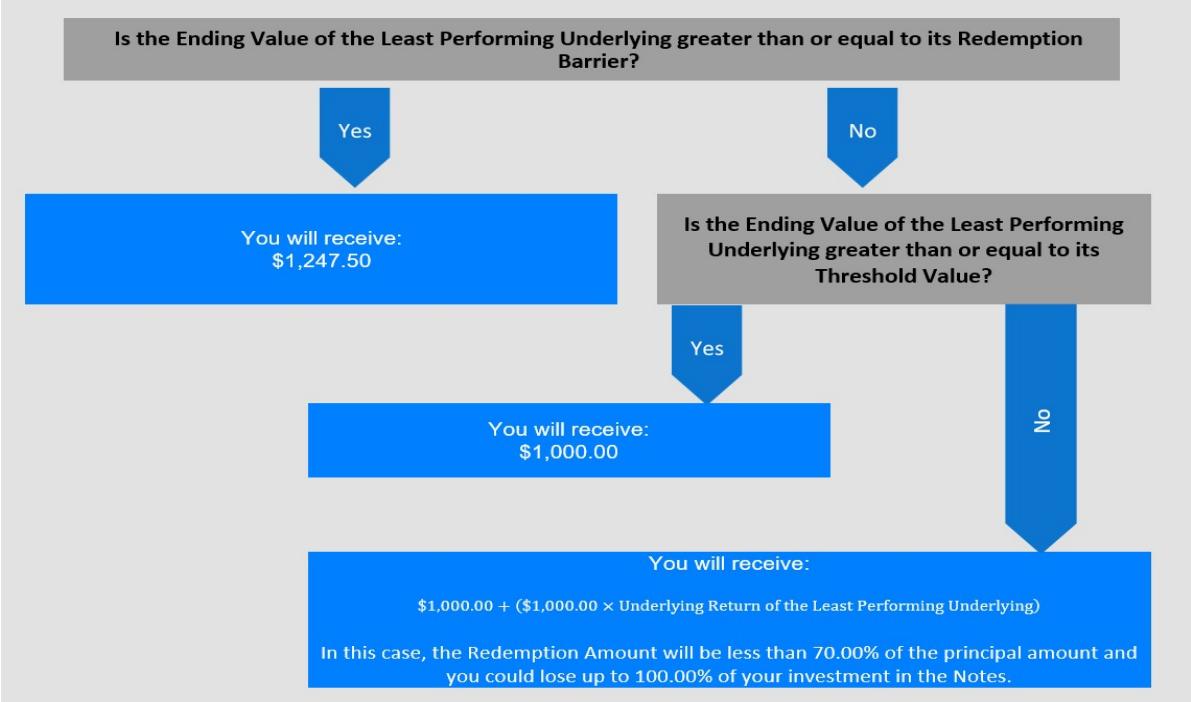 Is the Ending Value of the Least Performing Underlying greater than or equal to its Redemption
Barrier?
Yes
No
You will receive:
$1,247.50
Is the Ending Value of the Least Performing
Underlying greater than or equal to its
Threshold Value?
Yes
No
You will receive:
$1,000.00
You will receive:
$1,000.00 + ($1,000.00 × Underlying Return of the Least Performing Underlying)
In this case, the Redemption Amount will be less than 70.00% of the principal amount and
you could lose up to 100.00% of your investment in the Notes.